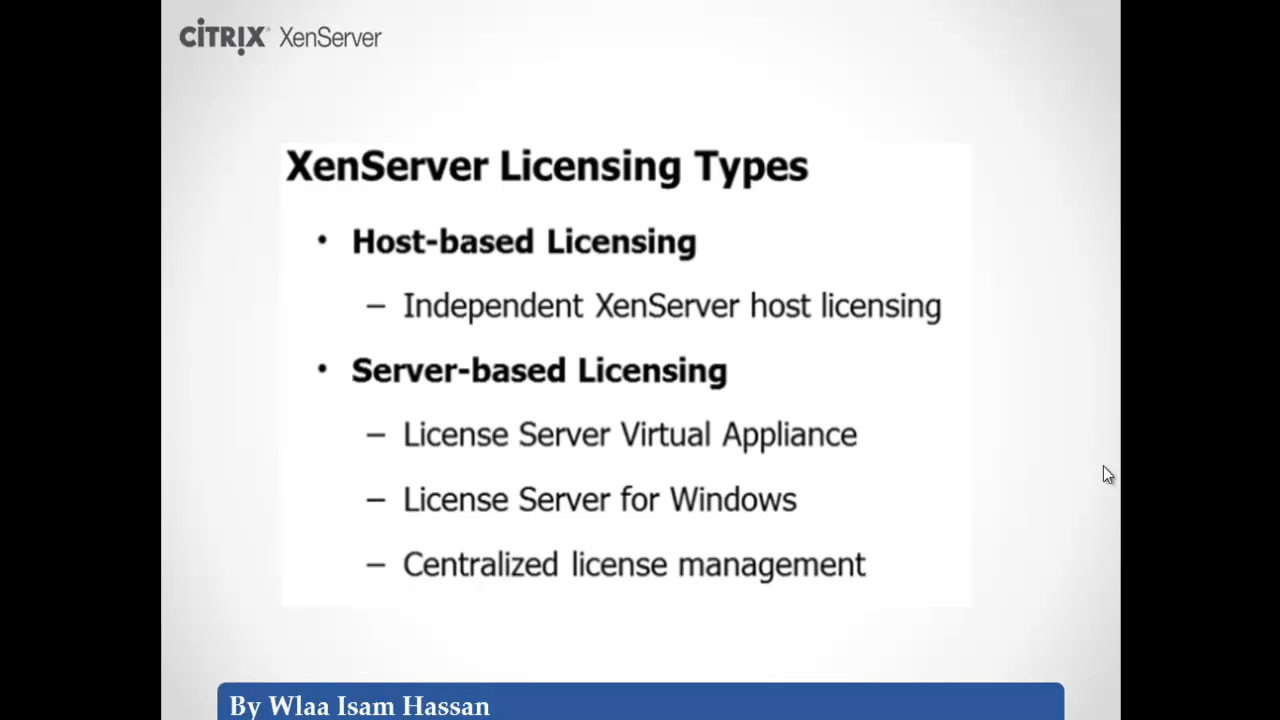 CITRIX XenServer
XenServer Licensing Types
• Host-based Licensing
– Independent XenServer host licensing
• Server-based Licensing
– License Server Virtual Appliance
– License Server for Windows
– Centralized license management
By Wlaa Isam Hassan